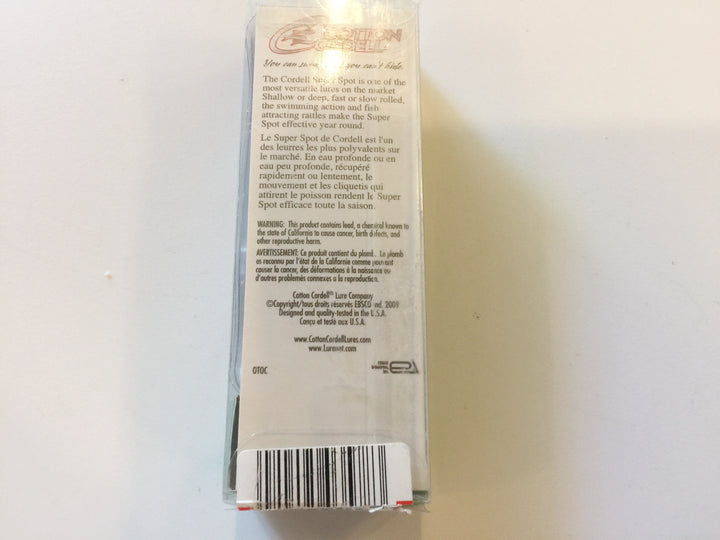 COTTON
CORDELL
You can you can't hide.
The Cordell Super Spot is one of the
most versatile lures on the market
Shallow or deep, fast or slow rolled,
the swimming action and fish
attracting rattles make the Super
Spot effective year round.
Le Super Spot de Cordell est l'un
des leurres les plus polyvalents sur
le marché. En eau profonde ou en
eau peu profonde, récupéré
rapidement ou lentement, le
mouvement et les cliquetis qui
attirent le poisson rendent le Super
Spot efficace toute la saison.
WARNING: This product contains lead, a chemical known to
the state of California to cause cancer, birth defects, and
other reproductive harm.
AVERTISSEMENT: Ce produit contient du plomb. Le plomb
es reconnu par l'état de la California comme pouvant
causer la cancer, des déformations à la naissance ou
d'autres problèmes connexes a la reproduction.
Cotton Cordell® Lure Company
©Copyright/tous droits réservés EBSCO Ind. 2009
Designed and quality-tested in the U.S.A.
Conçu et testé aux U.S.A.
www.CottonCordellLures.com
www.Lurenet.com
OTOC